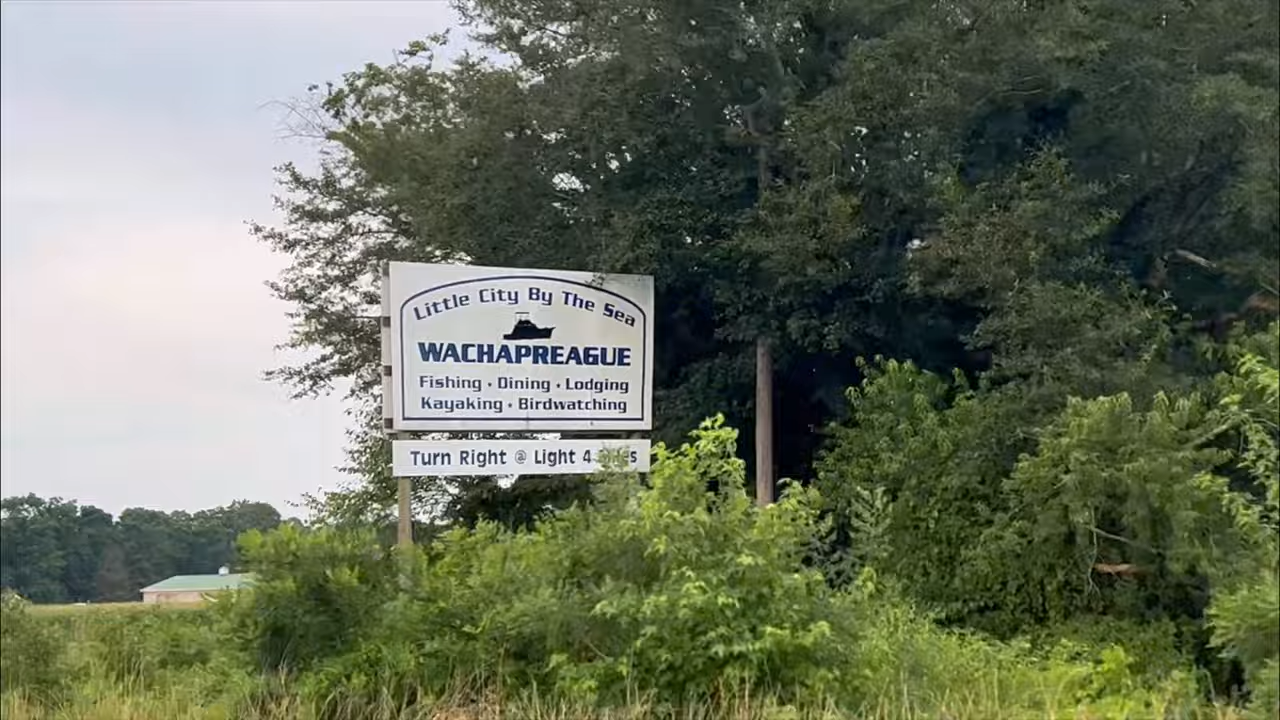 Little City By The Sea
WACHAPREAGUE
Fishing • Dining • Lodging
Kayaking • Birdwatching
Turn Right @ Light 4